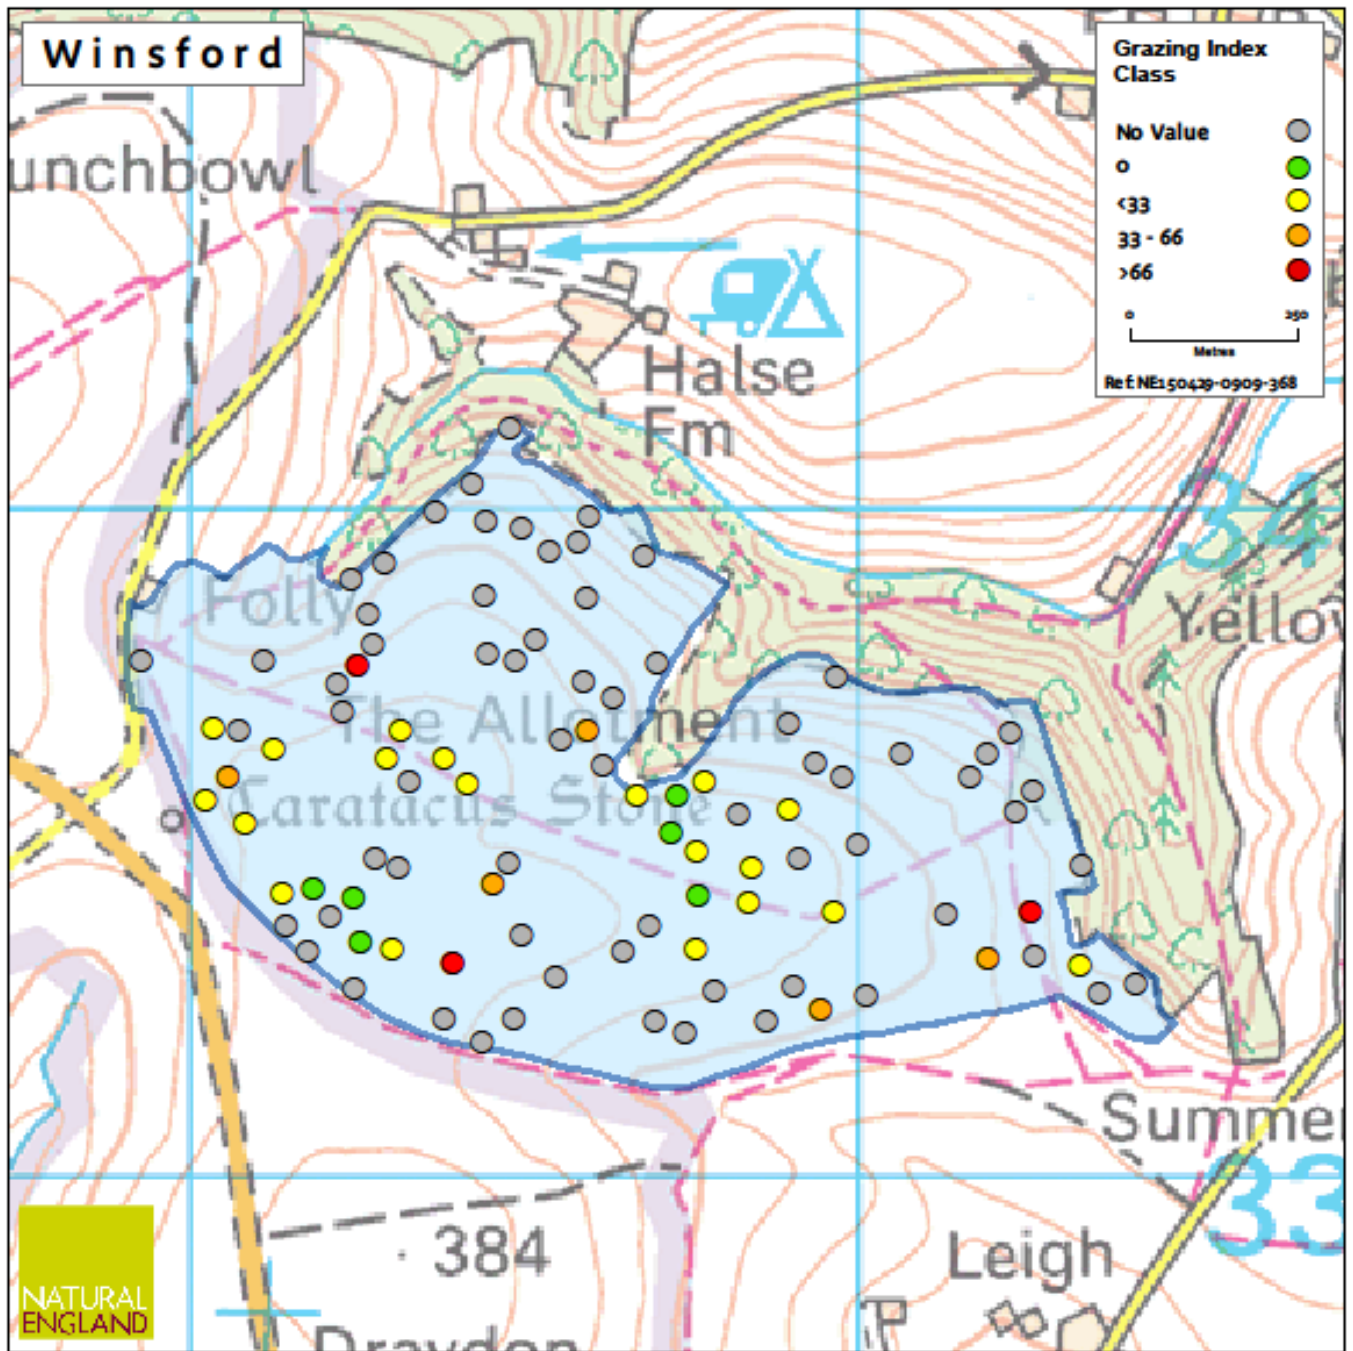 Winsford
Grazing Index
Class
No Value
0
<33
33 - 66
>66
0 250
Metres
Ref:NE150429-0909-368
unchbowl
Halse
Fm
34
Folly
Yellow
The Allotment
Caratacus Stone
Summer
33
384
Leigh
NATURAL
ENGLAND
Draydon